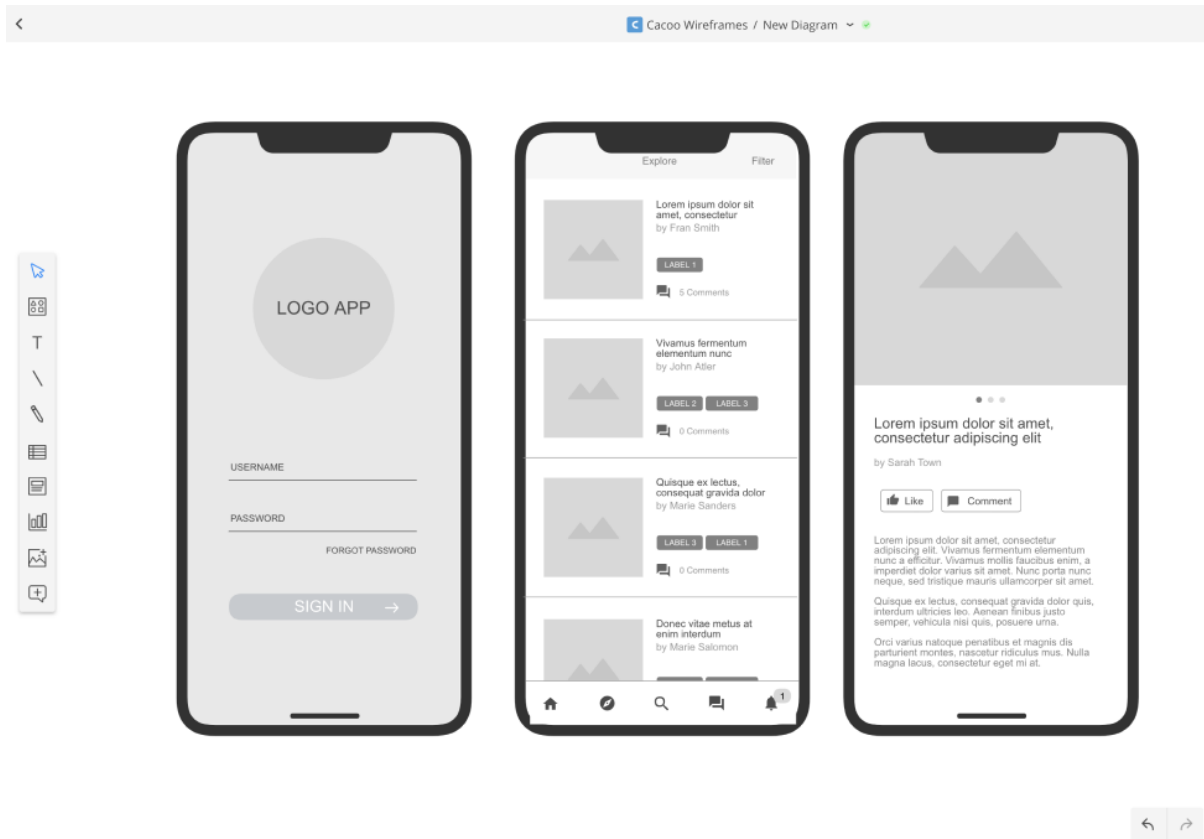 Cacoo Wireframes / New Diagram
LOGO APP
USERNAME
PASSWORD
FORGOT PASSWORD
SIGN IN
Explore
Filter
Lorem ipsum dolor sit
amet, consectetur
by Fran Smith
LABEL 1
5 Comments
Vivamus fermentum
elementum nunc
by John Atler
LABEL 2 LABEL 3
0 Comments
Quisque ex lectus,
consequat gravida dolor
by Marie Sanders
LABEL 3 LABEL 1
0 Comments
Donec vitae metus at
enim interdum
by Marie Salomon
1
Lorem ipsum dolor sit amet,
consectetur adipiscing elit
by Sarah Town
Like
Comment
Lorem ipsum dolor sit amet, consectetur
adipiscing elit. Vivamus fermentum elementum
nunc a efficitur. Vivamus mollis faucibus enim, a
imperdiet dolor varius sit amet. Nunc porta nunc
neque, sed tristique mauris ullamcorper sit amet.
Quisque ex lectus, consequat gravida dolor quis,
interdum ultricies leo. Aenean finibus justo
semper, vehicula nisi quis, posuere urna.
Orci varius natoque penatibus et magnis dis
parturient montes, nascetur ridiculus mus. Nulla
magna lacus, consectetur eget mi at.